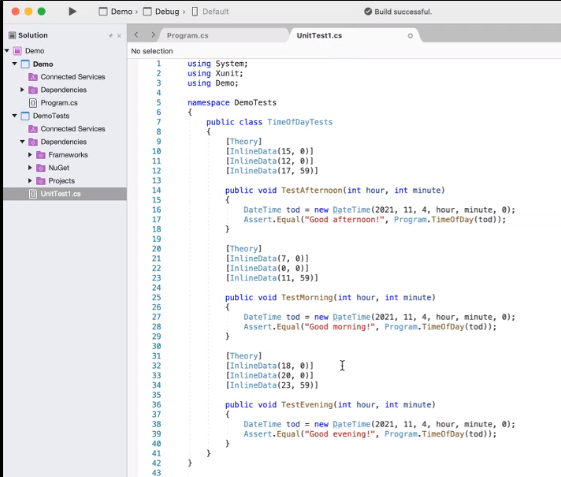 Demo › Debug › Default
Build successful.
Solution
Program.cs
UnitTest1.cs
No selection
Demo
Demo
Connected Services
Dependencies
Program.cs
DemoTests
Connected Services
Dependencies
Frameworks
NuGet
Projects
UnitTest1.cs
1 using System;
2 using Xunit;
3 using Demo;
4
5 namespace DemoTests
6 {
7 public class TimeOfDayTests
8 {
9 [Theory]
10 [InlineData(15, 0)]
11 [InlineData(12, 0)]
12 [InlineData(17, 59)]
13
14 public void TestAfternoon(int hour, int minute)
15 {
16 DateTime tod = new DateTime(2021, 11, 4, hour, minute, 0);
17 Assert.Equal("Good afternoon!", Program.TimeOfDay(tod));
18 }
19
20 [Theory]
21 [InlineData(7, 0)]
22 [InlineData(0, 0)]
23 [InlineData(11, 59)]
24
25 public void TestMorning(int hour, int minute)
26 {
27 DateTime tod = new DateTime(2021, 11, 4, hour, minute, 0);
28 Assert.Equal("Good morning!", Program.TimeOfDay(tod));
29 }
30
31 [Theory]
32 [InlineData(18, 0)]
33 [InlineData(20, 0)]
34 [InlineData(23, 59)]
35
36 public void TestEvening(int hour, int minute)
37 {
38 DateTime tod = new DateTime(2021, 11, 4, hour, minute, 0);
39 Assert.Equal("Good evening!", Program.TimeOfDay(tod));
40 }
41 }
42 }
43